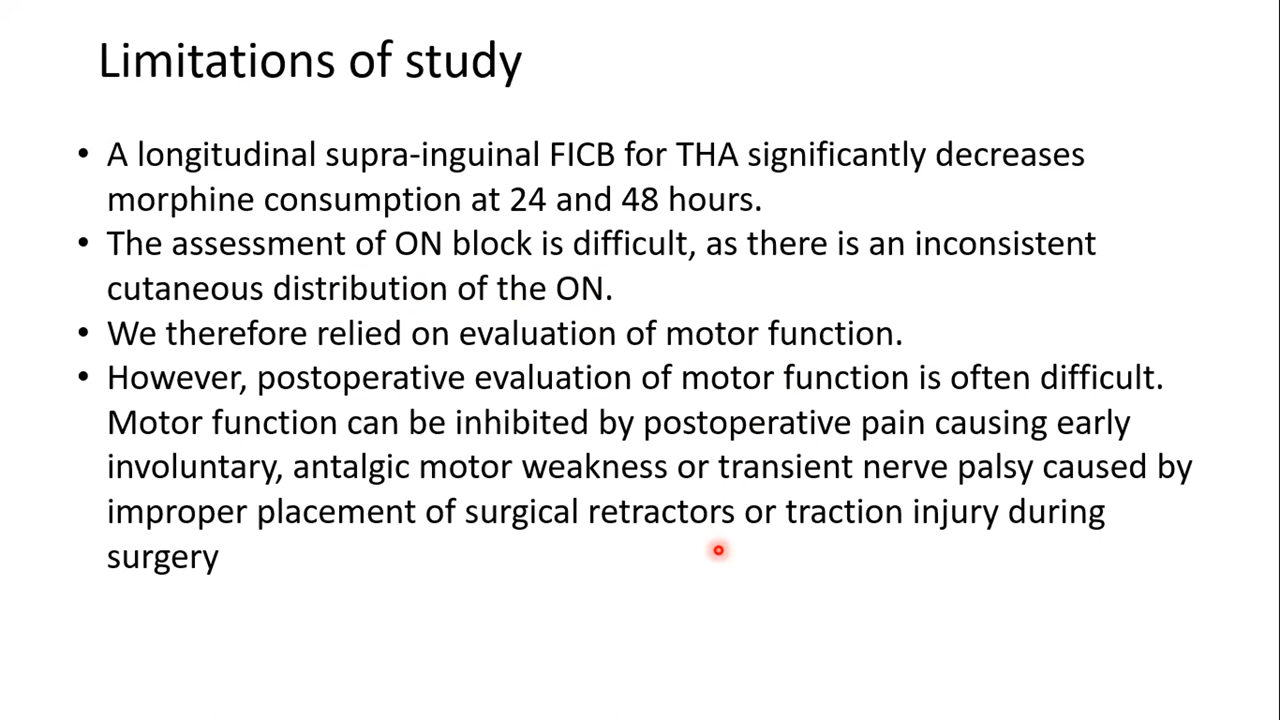 Limitations of study
• A longitudinal supra-inguinal FICB for THA significantly decreases
morphine consumption at 24 and 48 hours.
• The assessment of ON block is difficult, as there is an inconsistent
cutaneous distribution of the ON.
• We therefore relied on evaluation of motor function.
• However, postoperative evaluation of motor function is often difficult.
Motor function can be inhibited by postoperative pain causing early
involuntary, antalgic motor weakness or transient nerve palsy caused by
improper placement of surgical retractors or traction injury during
surgery